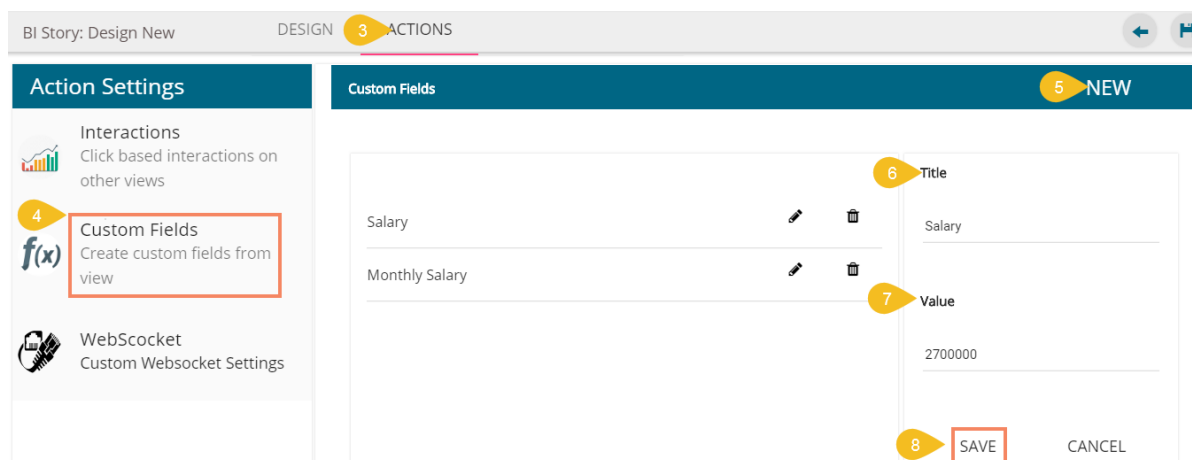 BI Story: Design New DESIGN 3 ACTIONS
Action Settings
Interactions
Click based interactions on
other views
4
Custom Fields
f(x)
Create custom fields from
view
WebScocket
Custom Websocket Settings
Custom Fields 5 NEW
Salary
Monthly Salary
6 Title
Salary
7 Value
2700000
8 SAVE CANCEL